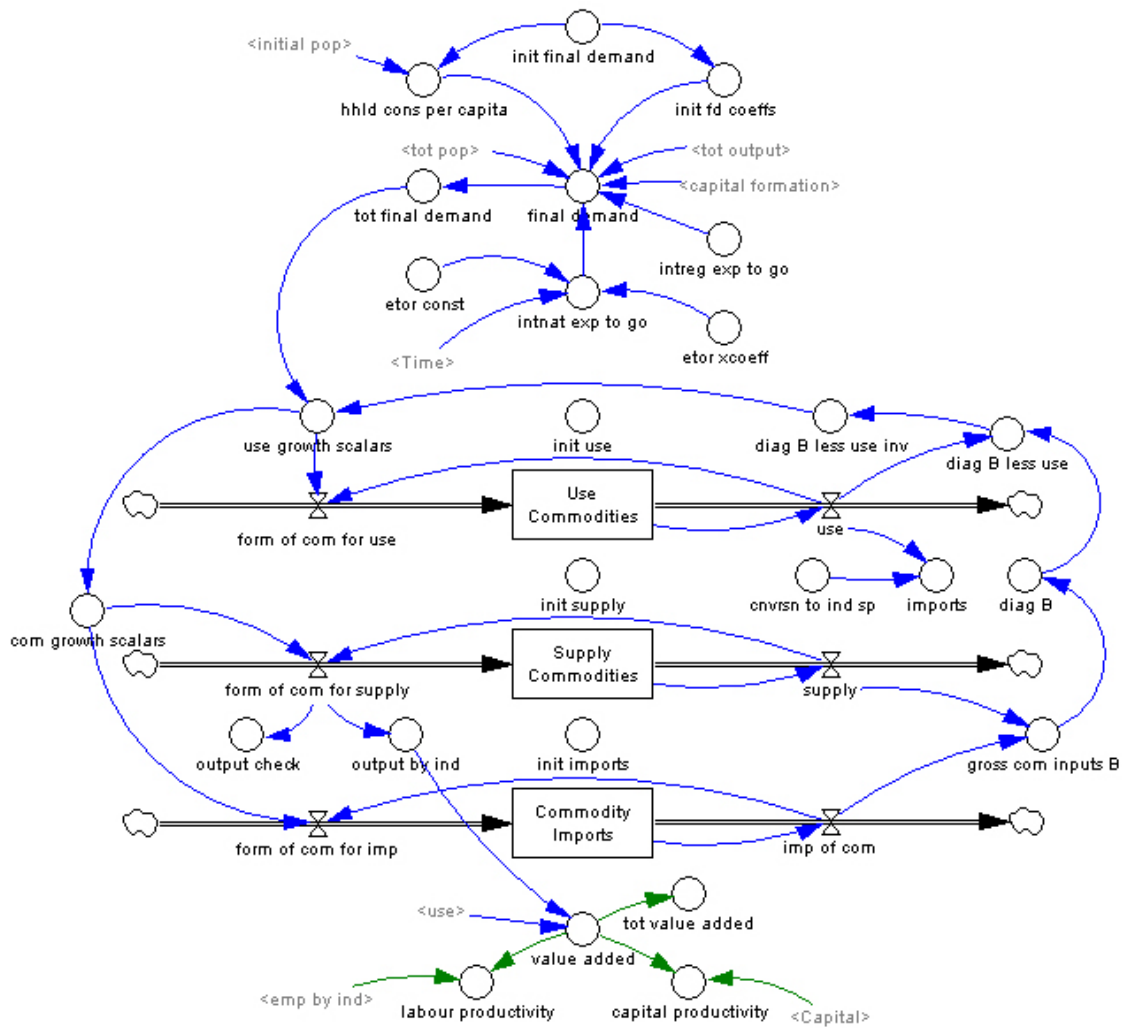 <initial pop>
init final demand
hhld cons per capita
init fd coeffs
<tot pop>
<tot output>
<capital formation>
tot final demand
final demand
intreg exp to go
etor const
intnat exp to go
<Time>
etor xcoeff
use growth scalars
init use
diag B less use inv
diag B less use
Use
Commodities
form of com for use
use
init supply
cnvrsn to ind sp
imports
diag B
com growth scalars
Supply
Commodities
form of com for supply
supply
output check
output by ind
init imports
gross com inputs B
Commodity
Imports
form of com for imp
imp of com
<use>
tot value added
value added
<emp by ind>
labour productivity
capital productivity
<Capital>